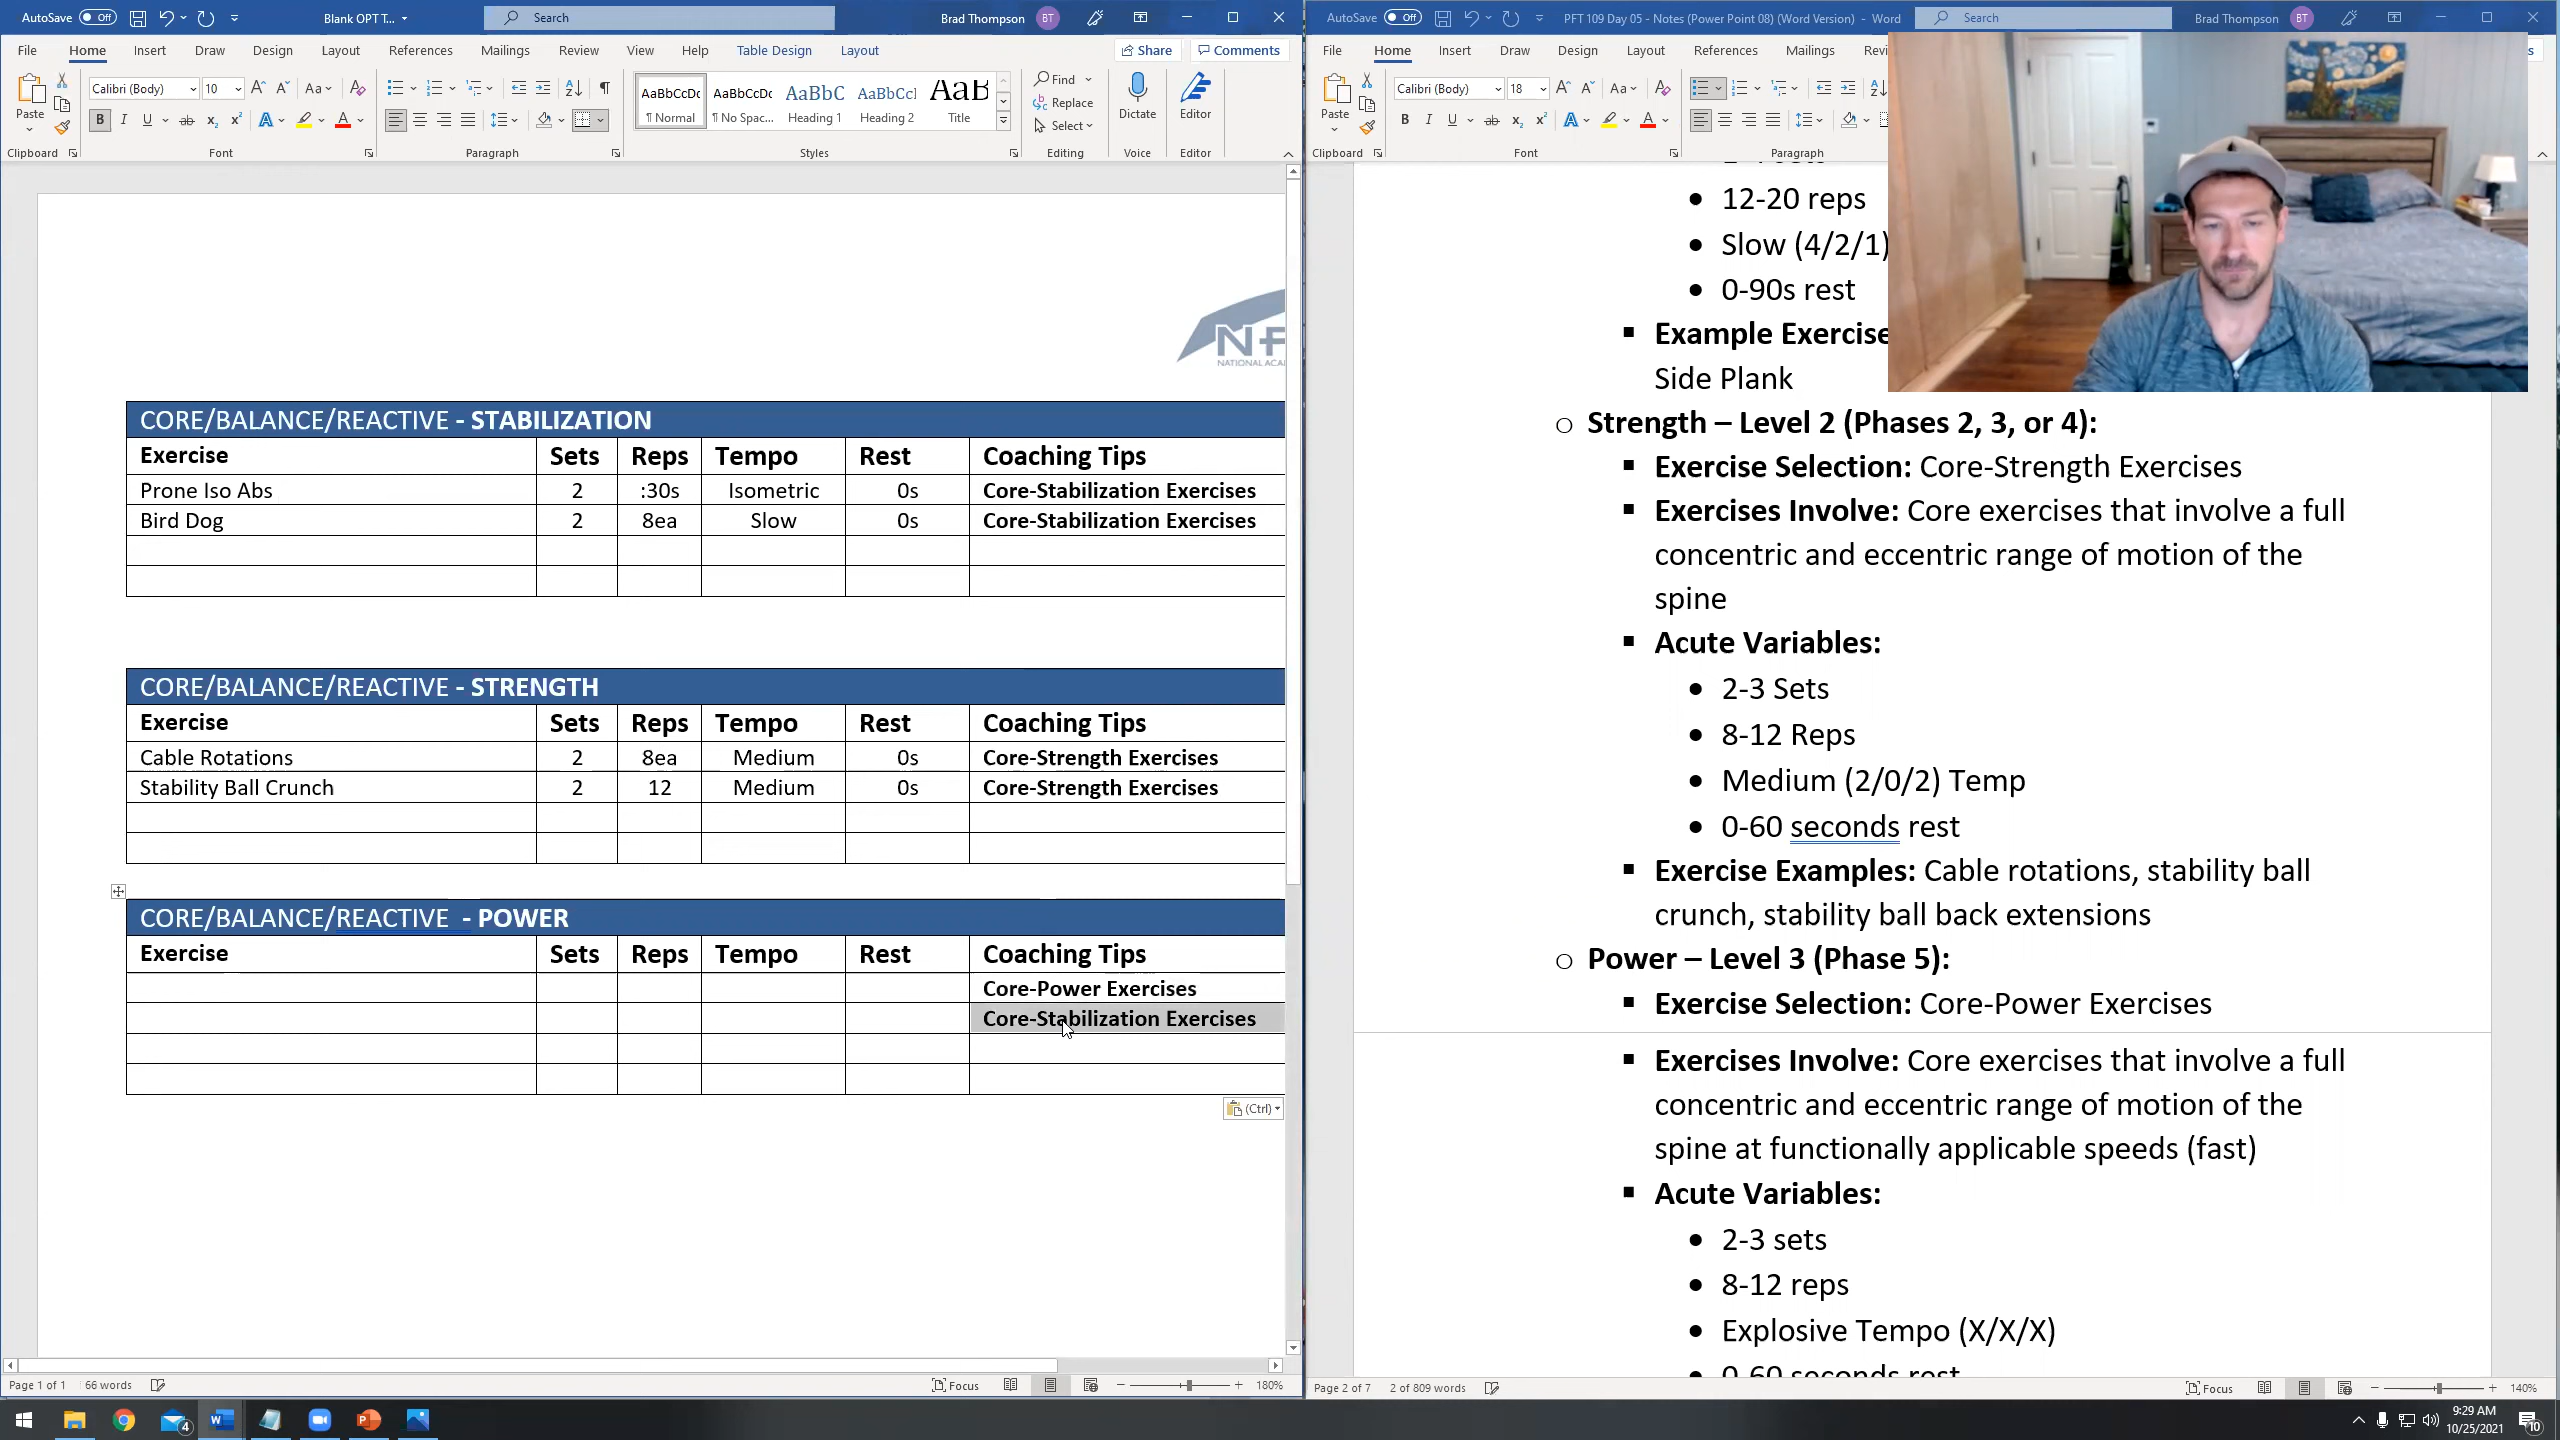 AutoSave Off
Blank OPT T...
Search
Brad Thompson BT
File Home Insert Draw Design Layout References Mailings Review View Help Table Design Layout
Share Comments
Paste
Calibri (Body) 10
Aa
AaBbCcDc AaBbCcDc AaBbC AaBbCcI AaB
¶ Normal ¶ No Spac... Heading 1 Heading 2 Title
Find
Replace
Select
Dictate
Editor
Clipboard Font Paragraph Styles Editing Voice Editor
NATIONAL ACA
CORE/BALANCE/REACTIVE - STABILIZATION
Exercise Sets Reps Tempo Rest Coaching Tips
Prone Iso Abs 2 :30s Isometric 0s Core-Stabilization Exercises
Bird Dog 2 8ea Slow 0s Core-Stabilization Exercises
CORE/BALANCE/REACTIVE - STRENGTH
Exercise Sets Reps Tempo Rest Coaching Tips
Cable Rotations 2 8ea Medium 0s Core-Strength Exercises
Stability Ball Crunch 2 12 Medium 0s Core-Strength Exercises
CORE/BALANCE/REACTIVE - POWER
Exercise Sets Reps Tempo Rest Coaching Tips
Core-Power Exercises
Core-Stabilization Exercises
(Ctrl)
Page 1 of 1 66 words
Focus
180%
AutoSave Off
PFT 109 Day 05 - Notes (Power Point 08) (Word Version) - Word
Search
Brad Thompson BT
File Home Insert Draw Design Layout References Mailings
Paste
Calibri (Body) 18
Aa
Clipboard Font Paragraph
12-20 reps
Slow (4/2/1)
0-90s rest
Example Exercise
Side Plank
Strength – Level 2 (Phases 2, 3, or 4):
Exercise Selection: Core-Strength Exercises
Exercises Involve: Core exercises that involve a full
concentric and eccentric range of motion of the
spine
Acute Variables:
2-3 Sets
8-12 Reps
Medium (2/0/2) Temp
0-60 seconds rest
Exercise Examples: Cable rotations, stability ball
crunch, stability ball back extensions
Power – Level 3 (Phase 5):
Exercise Selection: Core-Power Exercises
Exercises Involve: Core exercises that involve a full
concentric and eccentric range of motion of the
spine at functionally applicable speeds (fast)
Acute Variables:
2-3 sets
8-12 reps
Explosive Tempo (X/X/X)
0-60 seconds rest
Page 2 of 7 2 of 809 words
Focus
140%
4
9:29 AM
10/25/2021
10